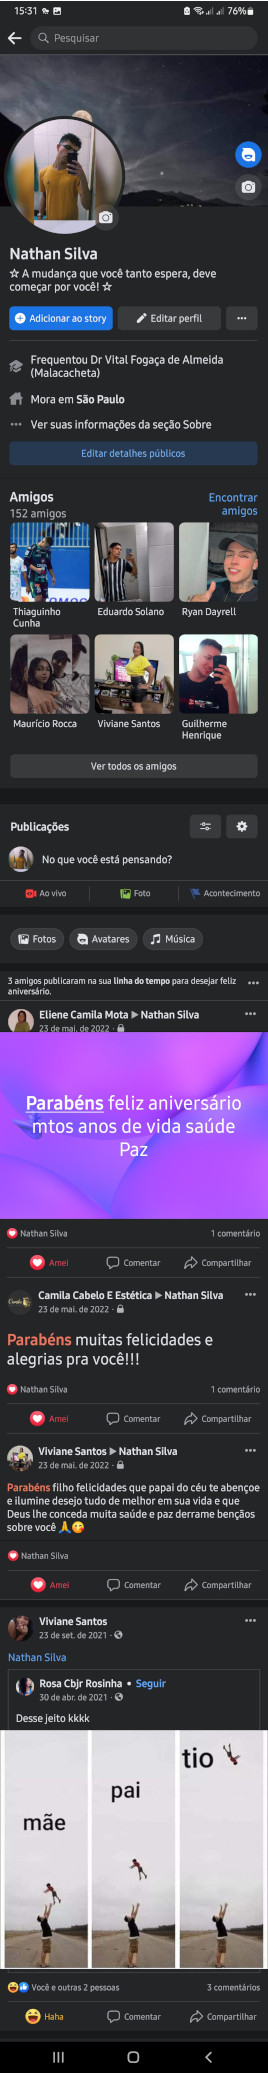 15:31
76%
Pesquisar
Nathan Silva
☆ A mudança que você tanto espera, deve
começar por você! ☆
Adicionar ao story
Editar perfil
Frequentou Dr Vital Fogaça de Almeida
(Malacacheta)
Mora em São Paulo
Ver suas informações da seção Sobre
Editar detalhes públicos
Amigos
152 amigos
Encontrar
amigos
Thiaguinho
Cunha
Eduardo Solano
Ryan Dayrell
Maurício Rocca
Viviane Santos
Guilherme
Henrique
Ver todos os amigos
Publicações
No que você está pensando?
Ao vivo
Foto
Acontecimento
Fotos
Avatares
Música
3 amigos publicaram na sua linha do tempo para desejar feliz
aniversário.
Eliene Camila Mota ▶ Nathan Silva
23 de mai. de 2022 ·
Parabéns feliz aniversário
mtos anos de vida saúde
Paz
Nathan Silva
1 comentário
Amei
Comentar
Compartilhar
Camila Cabelo E Estética ▶ Nathan Silva
23 de mai. de 2022 ·
Parabéns muitas felicidades e
alegrias pra você!!!
Nathan Silva
1 comentário
Amei
Comentar
Compartilhar
Viviane Santos ▶ Nathan Silva
23 de mai. de 2022 ·
Parabéns filho felicidades que papai do céu te abençoe
e ilumine desejo tudo de melhor em sua vida e que
Deus lhe conceda muita saúde e paz derrame bençãos
sobre você 🙏😋
Nathan Silva
Amei
Comentar
Compartilhar
Viviane Santos
23 de set. de 2021 ·
Nathan Silva
Rosa Cbjr Rosinha • Seguir
30 de abr. de 2021 ·
Desse jeito kkkk
mãe
pai
tio
Você e outras 2 pessoas
3 comentários
Haha
Comentar
Compartilhar